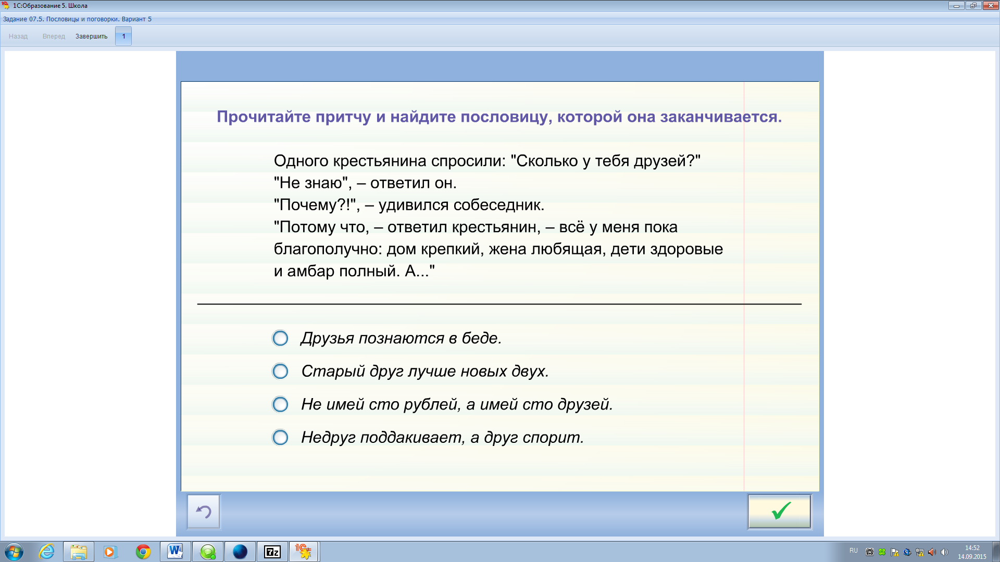 1С:Образование 5. Школа
Задание 07.5. Пословицы и поговорки. Вариант 5
Назад Вперед Завершить 1
Прочитайте притчу и найдите пословицу, которой она заканчивается.
Одного крестьянина спросили: "Сколько у тебя друзей?"
"Не знаю", – ответил он.
"Почему?!", – удивился собеседник.
"Потому что, – ответил крестьянин, – всё у меня пока
благополучно: дом крепкий, жена любящая, дети здоровые
и амбар полный. А..."
Друзья познаются в беде.
Старый друг лучше новых двух.
Не имей сто рублей, а имей сто друзей.
Недруг поддакивает, а друг спорит.
RU
14:52
14.09.2015
7z
1С
W